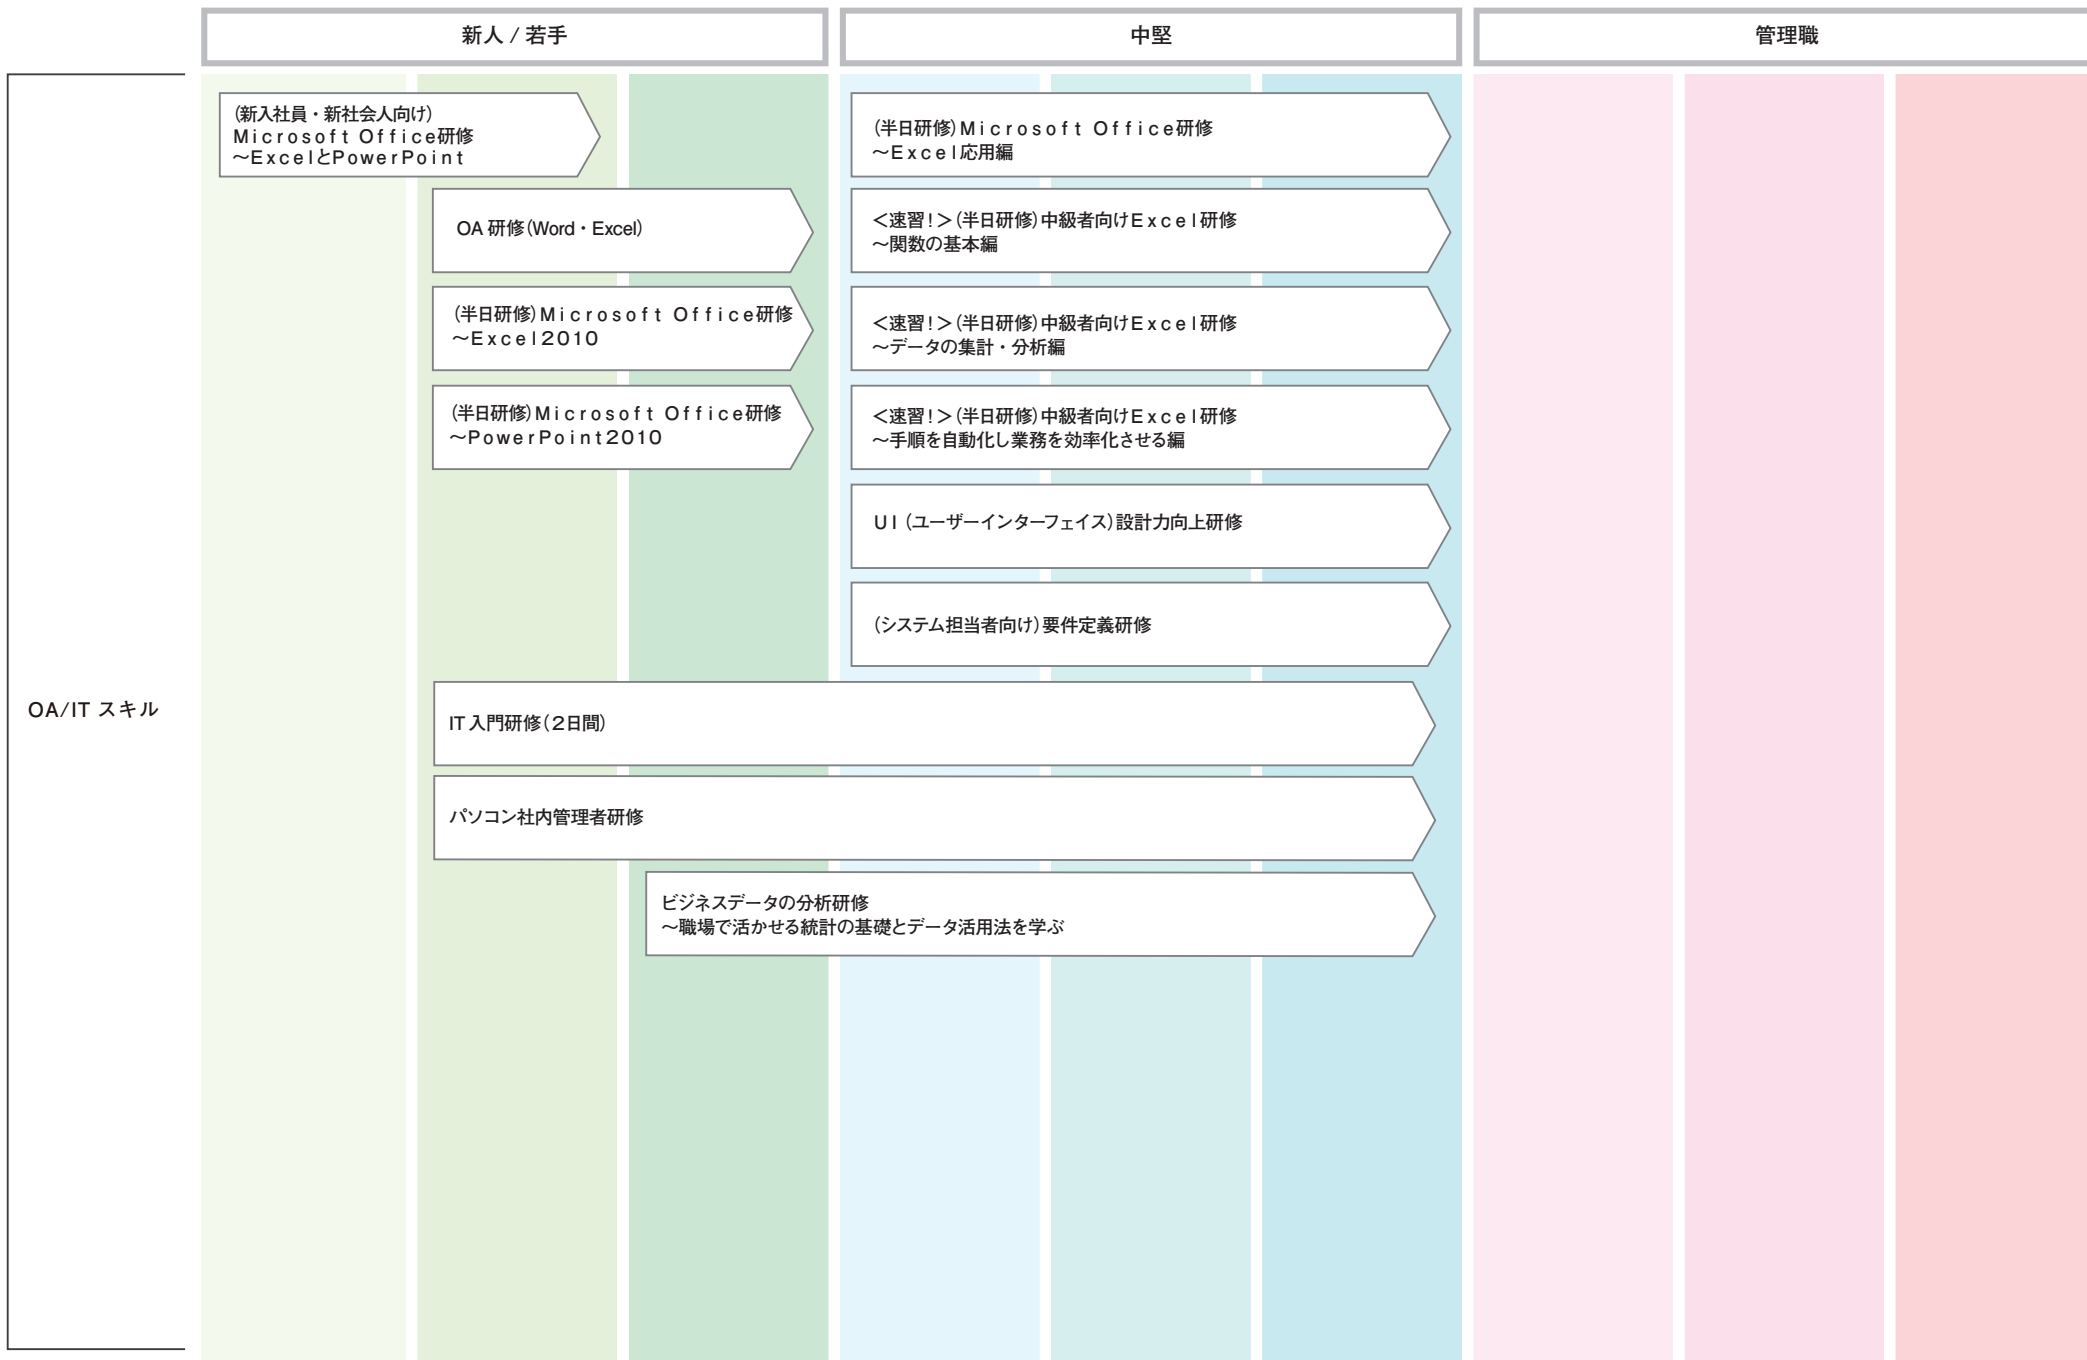 新人 / 若手
中堅
管理職
OA/IT スキル
(新入社員・新社会人向け)
Microsoft Office研修
～ExcelとPowerPoint
OA 研修(Word・Excel)
(半日研修)Microsoft Office研修
～Excel2010
(半日研修)Microsoft Office研修
～PowerPoint2010
(半日研修)Microsoft Office研修
～Excel応用編
＜速習！＞(半日研修)中級者向けExcel研修
～関数の基本編
＜速習！＞(半日研修)中級者向けExcel研修
～データの集計・分析編
＜速習！＞(半日研修)中級者向けExcel研修
～手順を自動化し業務を効率化させる編
UI（ユーザーインターフェイス）設計力向上研修
(システム担当者向け)要件定義研修
IT 入門研修(2日間)
パソコン社内管理者研修
ビジネスデータの分析研修
～職場で活かせる統計の基礎とデータ活用法を学ぶ